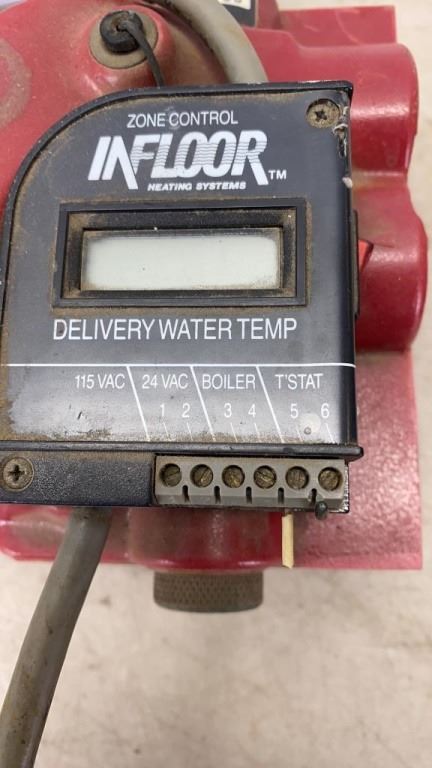 ZONE CONTROL
INFLOOR™
HEATING SYSTEMS
DELIVERY WATER TEMP
115 VAC 24 VAC BOILER T'STAT
1 2 3 4 5 6